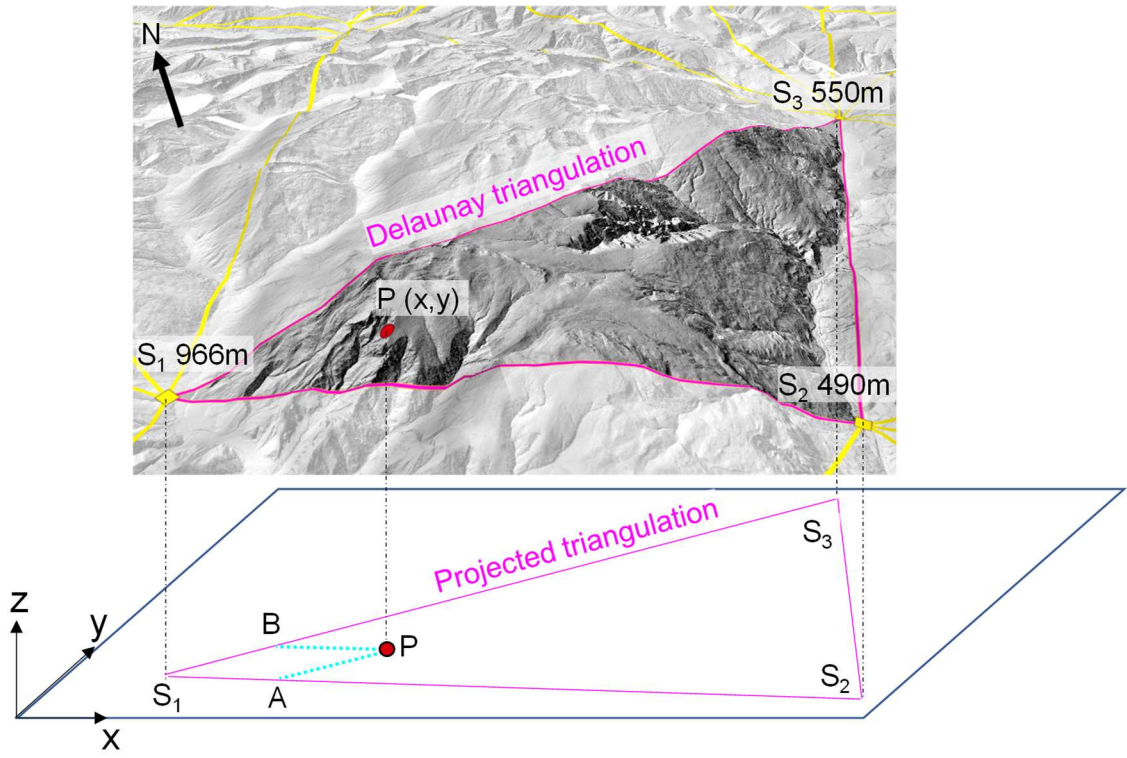 N
S₃ 550m
Delaunay triangulation
P (x,y)
S₁ 966m
S₂ 490m
Projected triangulation
S₃
z
y
B
P
S₁
A
S₂
x